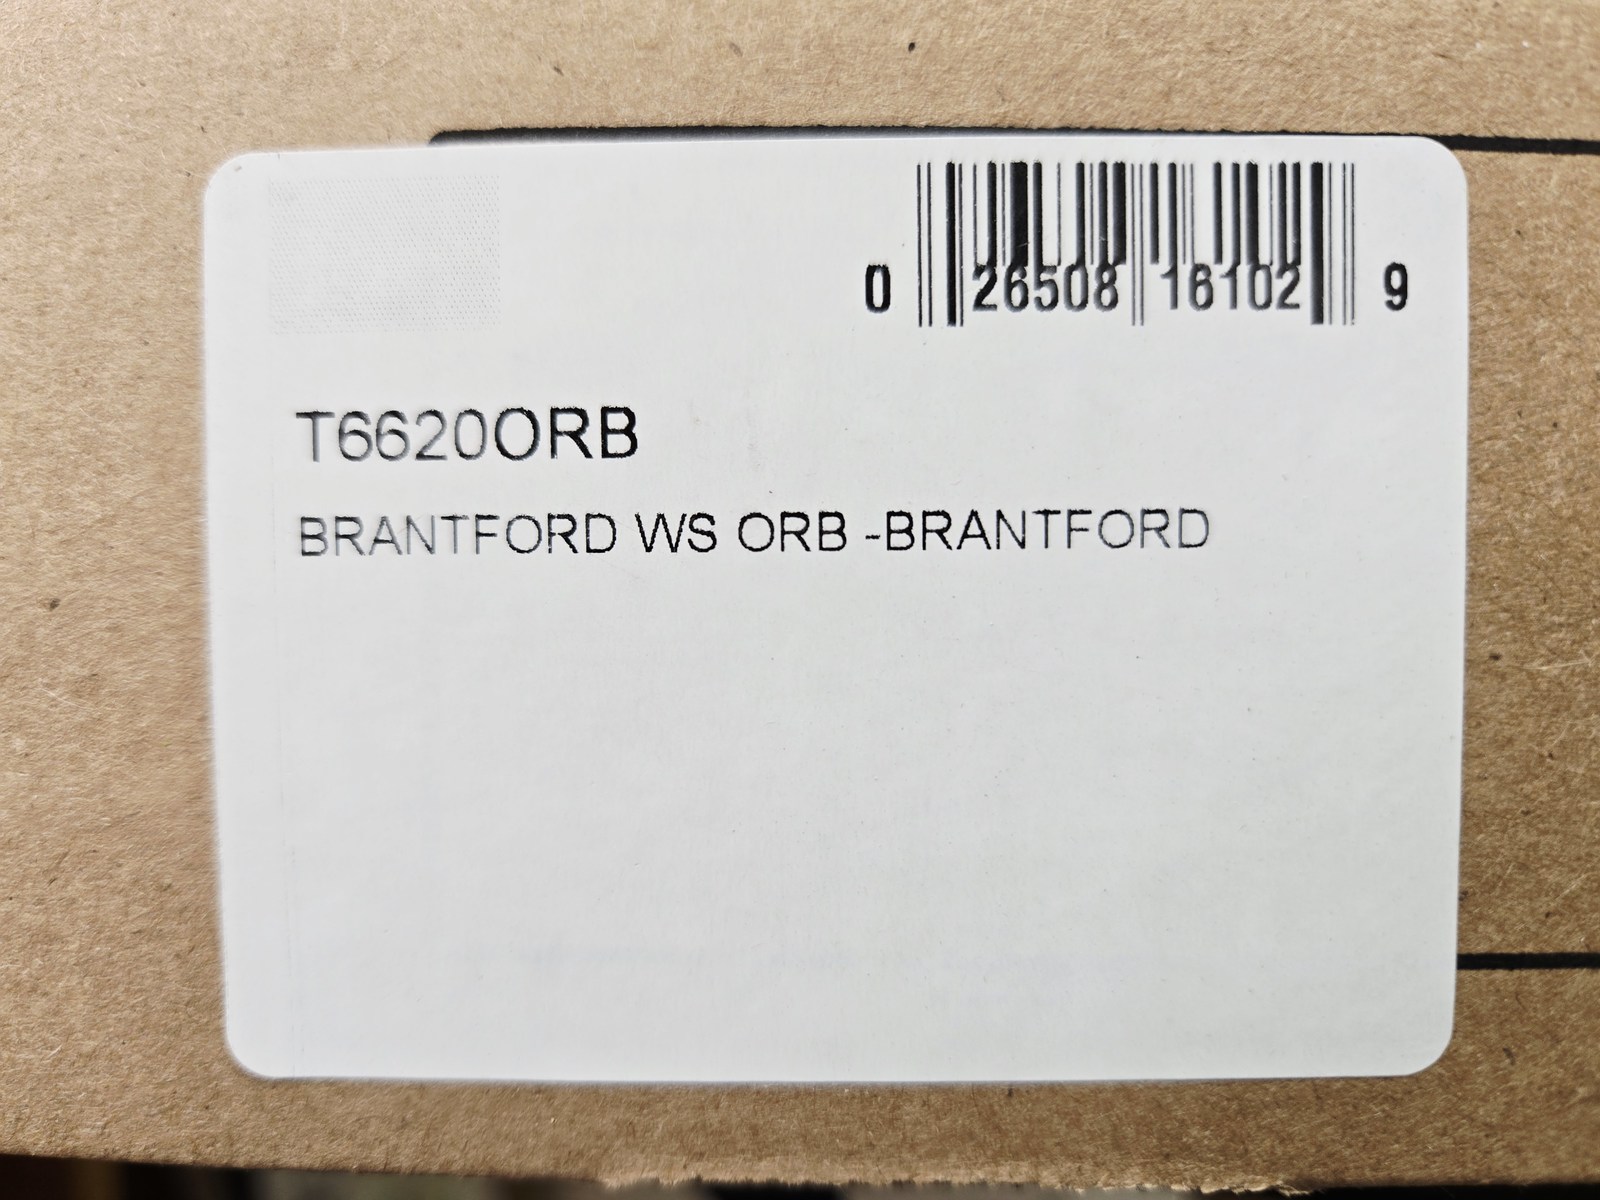 0 26508 16102 9
T6620ORB
BRANTFORD WS ORB -BRANTFORD